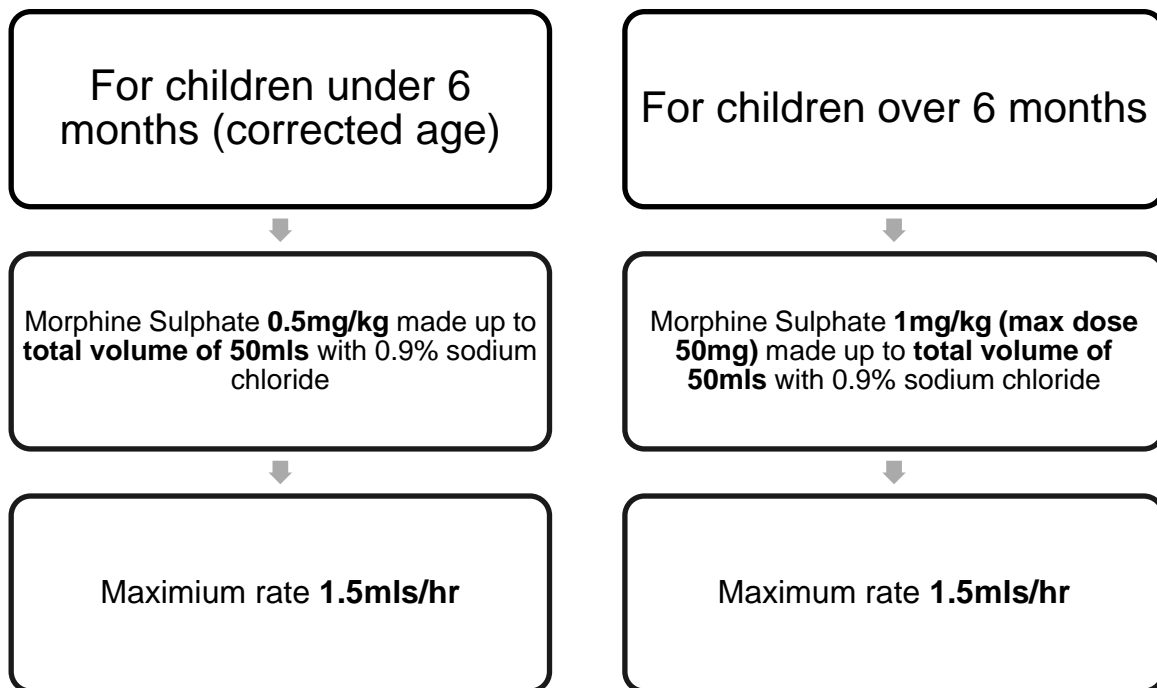 For children under 6
months (corrected age)
Morphine Sulphate 0.5mg/kg made up to
total volume of 50mls with 0.9% sodium
chloride
Maximium rate 1.5mls/hr
For children over 6 months
Morphine Sulphate 1mg/kg (max dose
50mg) made up to total volume of
50mls with 0.9% sodium chloride
Maximum rate 1.5mls/hr